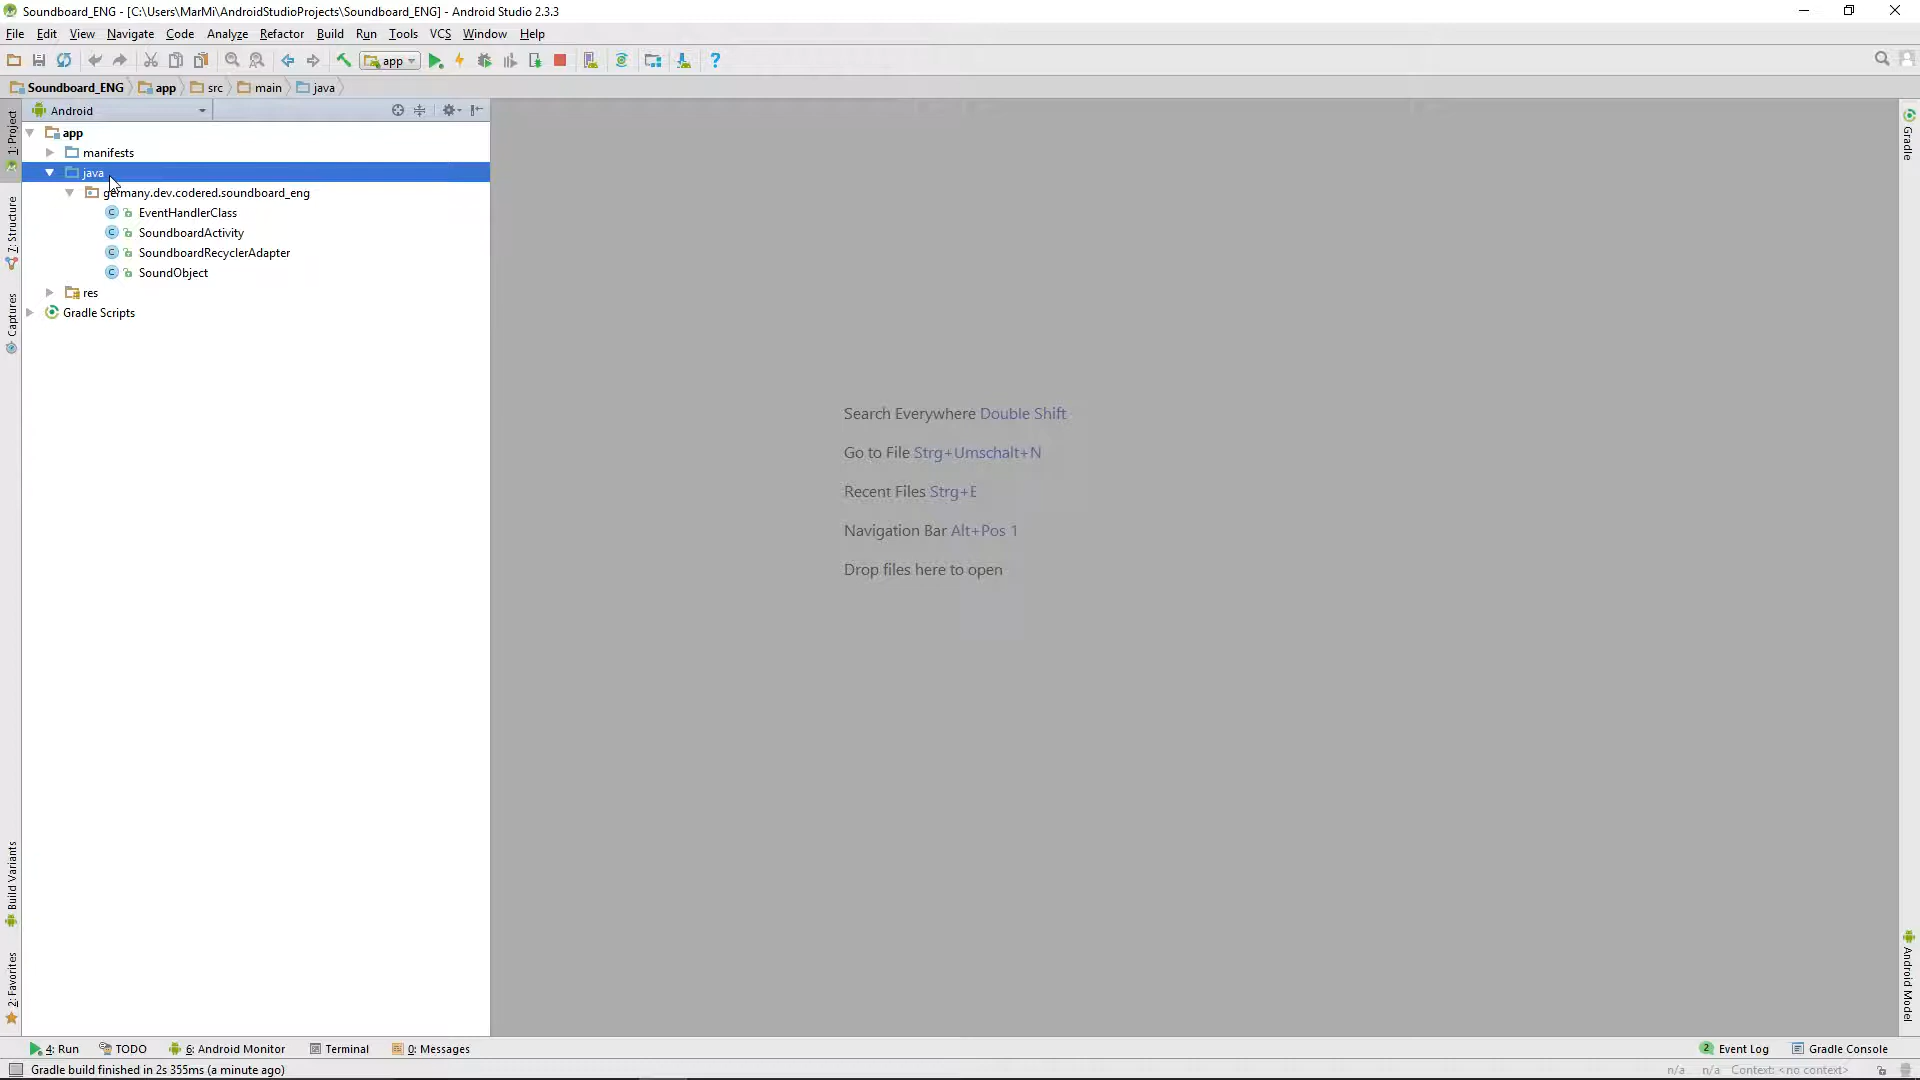 Soundboard_ENG - [C:\Users\MarMi\AndroidStudioProjects\Soundboard_ENG] - Android Studio 2.3.3
File Edit View Navigate Code Analyze Refactor Build Run Tools VCS Window Help
app
Soundboard_ENG app src main java
Android
1: Project
7: Structure
Captures
Build Variants
2: Favorites
app
manifests
java
germany.dev.codered.soundboard_eng
EventHandlerClass
SoundboardActivity
SoundboardRecyclerAdapter
SoundObject
res
Gradle Scripts
Search Everywhere Double Shift
Go to File Strg+Umschalt+N
Recent Files Strg+E
Navigation Bar Alt+Pos 1
Drop files here to open
Gradle
Android Model
4: Run TODO 6: Android Monitor Terminal 0: Messages 2 Event Log Gradle Console
Gradle build finished in 2s 355ms (a minute ago) n/a n/a Context: <no context>